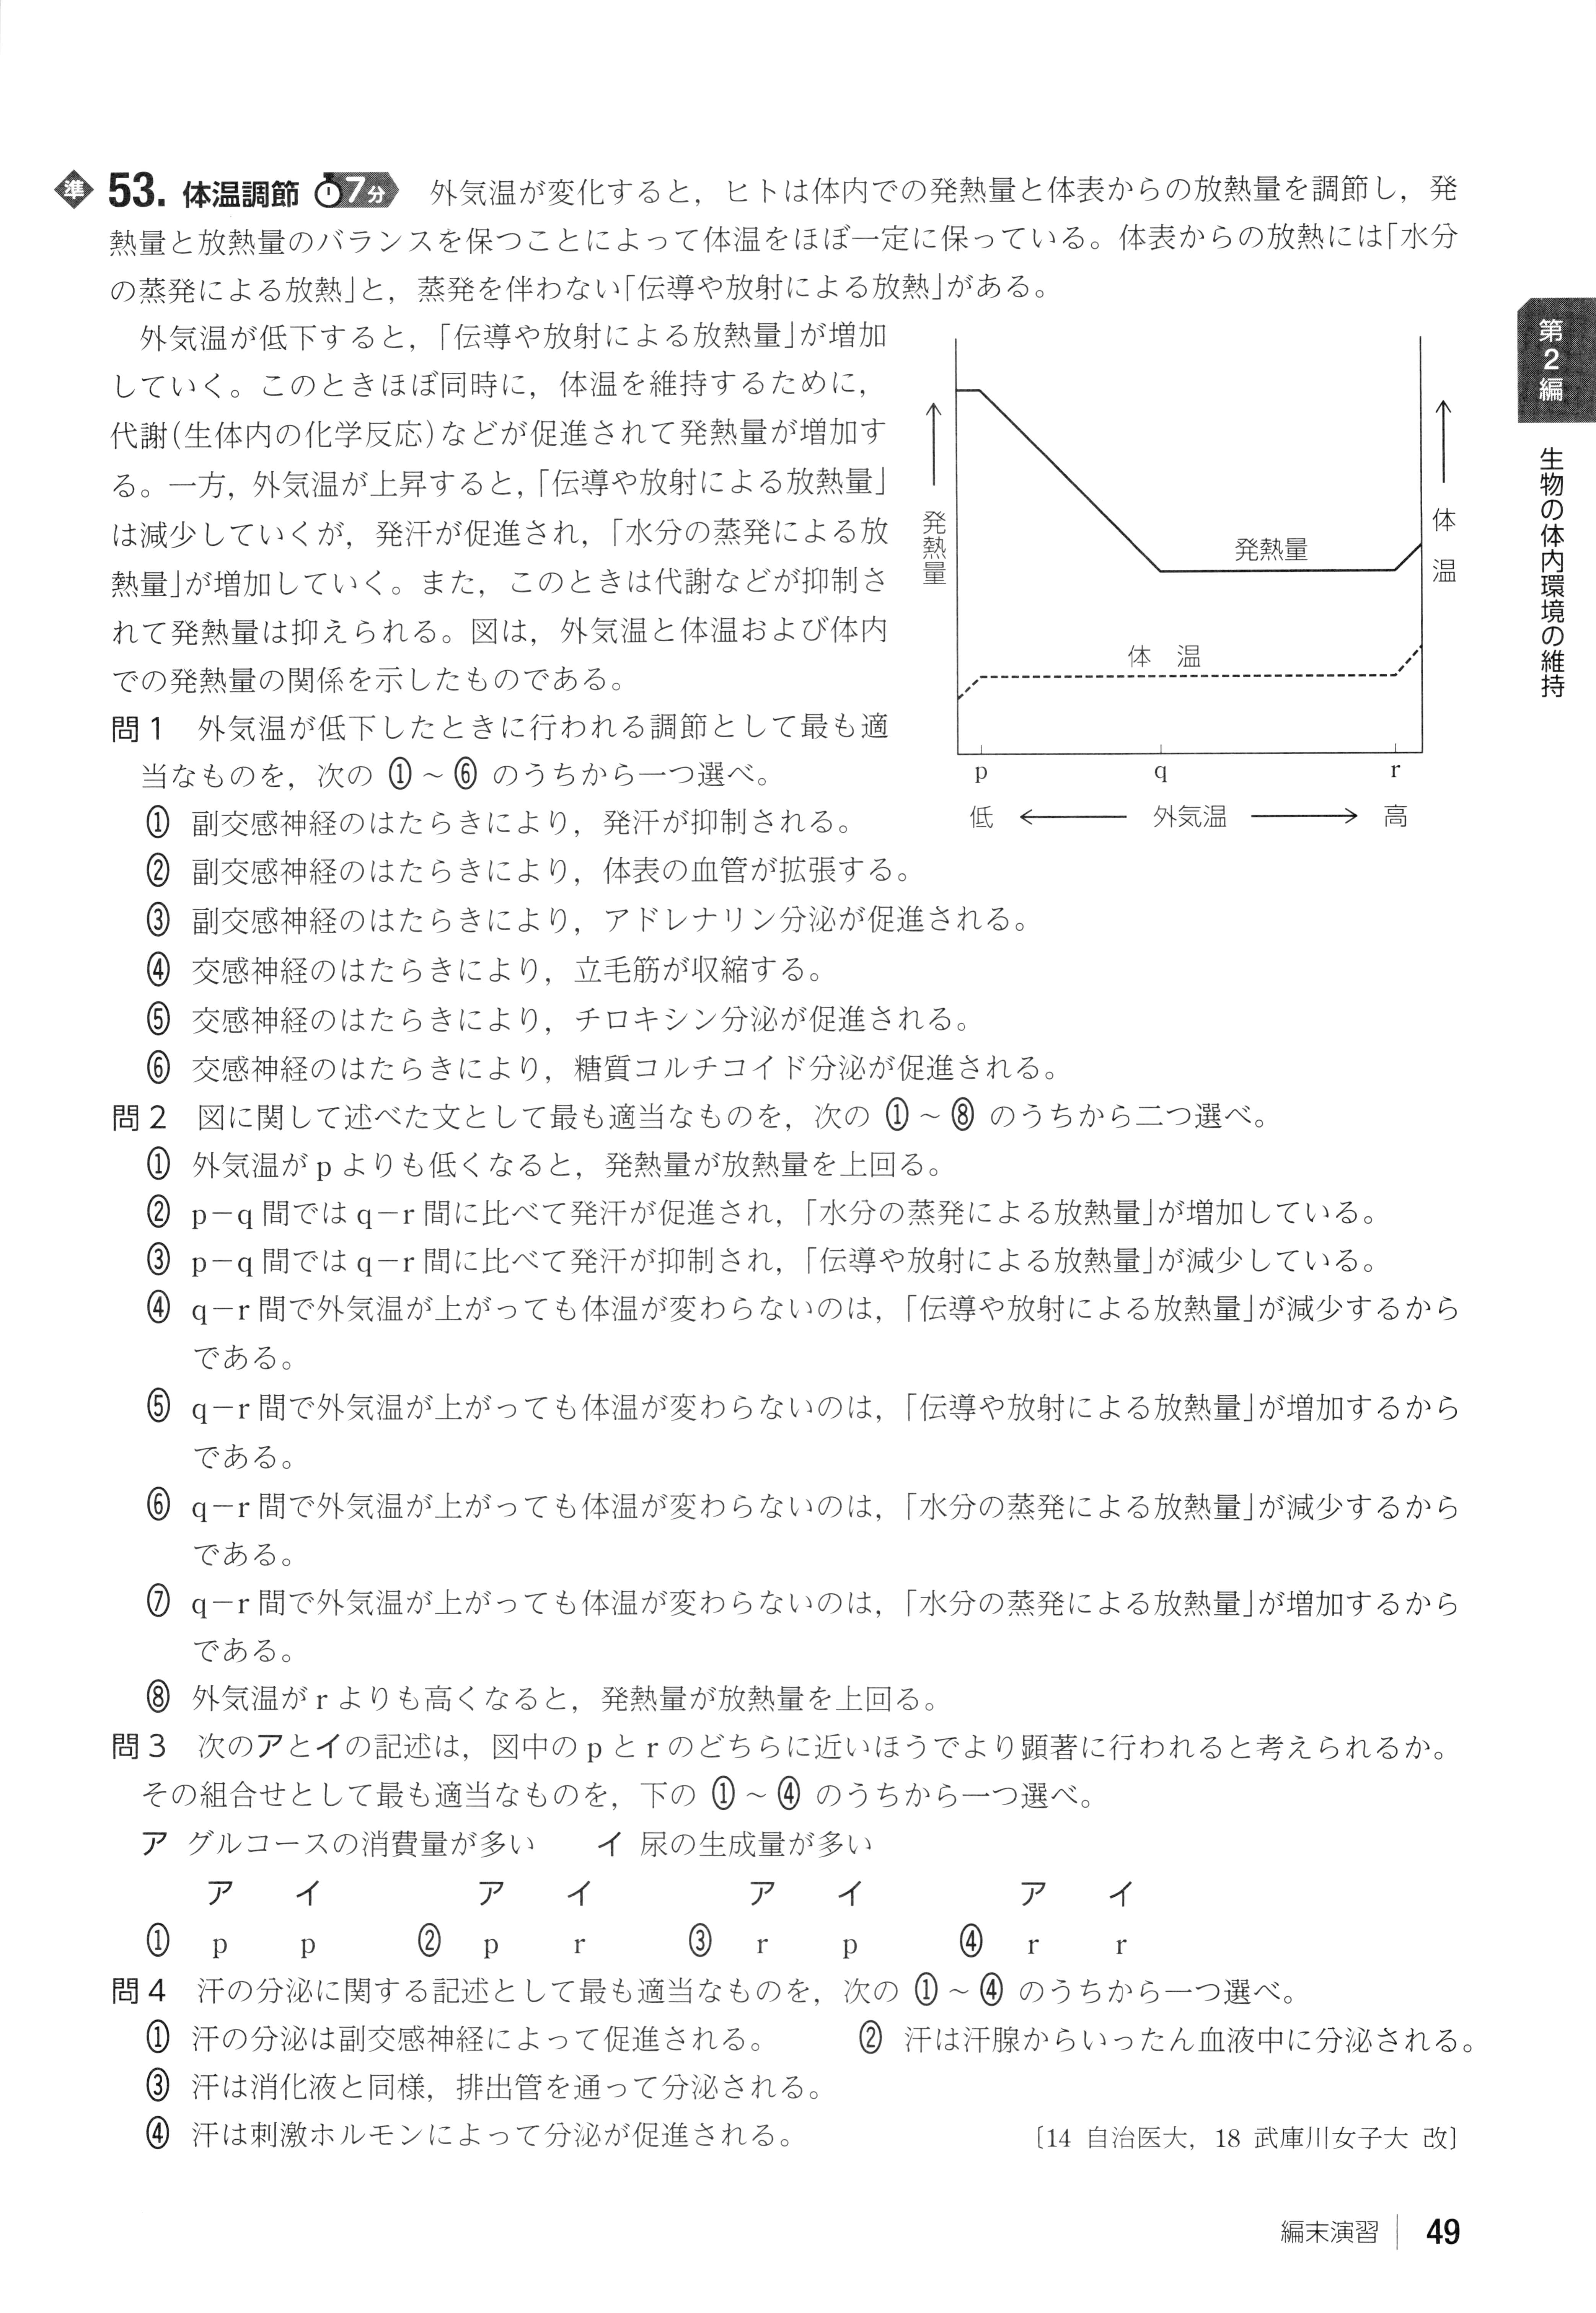 準 53. 体温調節 7分 外気温が変化すると，ヒトは体内での発熱量と体表からの放熱量を調節し，発
熱量と放熱量のバランスを保つことによって体温をほぼ一定に保っている。体表からの放熱には「水分
の蒸発による放熱」と，蒸発を伴わない「伝導や放射による放熱」がある。
外気温が低下すると，「伝導や放射による放熱量」が増加
していく。このときほぼ同時に，体温を維持するために，
代謝(生体内の化学反応)などが促進されて発熱量が増加す
る。一方，外気温が上昇すると，「伝導や放射による放熱量」
は減少していくが，発汗が促進され，「水分の蒸発による放
熱量」が増加していく。また，このときは代謝などが抑制さ
れて発熱量は抑えられる。図は，外気温と体温および体内
での発熱量の関係を示したものである。
発熱量
発熱量
体温
体温
p q r
低 ← 外気温 → 高
問1 外気温が低下したときに行われる調節として最も適
当なものを，次の ①～⑥ のうちから一つ選べ。
① 副交感神経のはたらきにより，発汗が抑制される。
② 副交感神経のはたらきにより，体表の血管が拡張する。
③ 副交感神経のはたらきにより，アドレナリン分泌が促進される。
④ 交感神経のはたらきにより，立毛筋が収縮する。
⑤ 交感神経のはたらきにより，チロキシン分泌が促進される。
⑥ 交感神経のはたらきにより，糖質コルチコイド分泌が促進される。
問2 図に関して述べた文として最も適当なものを，次の ①～⑧ のうちから二つ選べ。
① 外気温が p よりも低くなると，発熱量が放熱量を上回る。
② p－q 間では q－r 間に比べて発汗が促進され，「水分の蒸発による放熱量」が増加している。
③ p－q 間では q－r 間に比べて発汗が抑制され，「伝導や放射による放熱量」が減少している。
④ q－r 間で外気温が上がっても体温が変わらないのは，「伝導や放射による放熱量」が減少するから
である。
⑤ q－r 間で外気温が上がっても体温が変わらないのは，「伝導や放射による放熱量」が増加するから
である。
⑥ q－r 間で外気温が上がっても体温が変わらないのは，「水分の蒸発による放熱量」が減少するから
である。
⑦ q－r 間で外気温が上がっても体温が変わらないのは，「水分の蒸発による放熱量」が増加するから
である。
⑧ 外気温が r よりも高くなると，発熱量が放熱量を上回る。
問3 次のアとイの記述は，図中の p と r のどちらに近いほうでより顕著に行われると考えられるか。
その組合せとして最も適当なものを，下の ①～④ のうちから一つ選べ。
ア グルコースの消費量が多い イ 尿の生成量が多い
ア イ ア イ ア イ ア イ
① p p ② p r ③ r p ④ r r
問4 汗の分泌に関する記述として最も適当なものを，次の ①～④ のうちから一つ選べ。
① 汗の分泌は副交感神経によって促進される。 ② 汗は汗腺からいったん血液中に分泌される。
③ 汗は消化液と同様，排出管を通って分泌される。
④ 汗は刺激ホルモンによって分泌が促進される。 〔14 自治医大，18 武庫川女子大 改〕
第2編
生物の体内環境の維持
編末演習 49